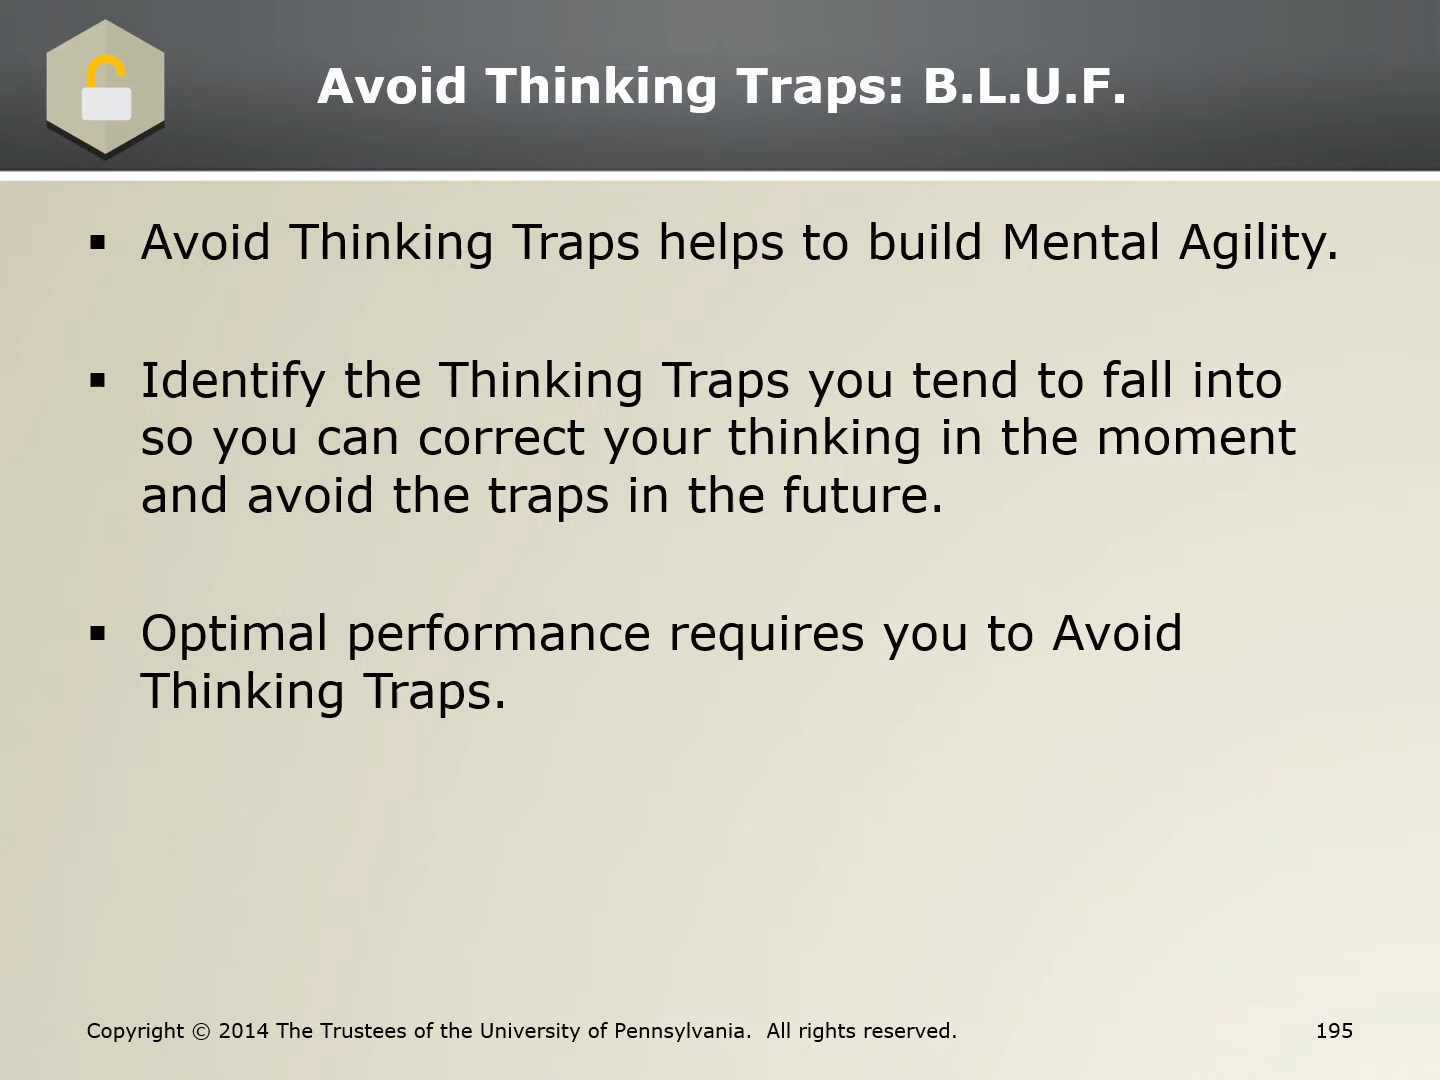 Avoid Thinking Traps: B.L.U.F.
▪ Avoid Thinking Traps helps to build Mental Agility.
▪ Identify the Thinking Traps you tend to fall into
so you can correct your thinking in the moment
and avoid the traps in the future.
▪ Optimal performance requires you to Avoid
Thinking Traps.
Copyright © 2014 The Trustees of the University of Pennsylvania.  All rights reserved. 195